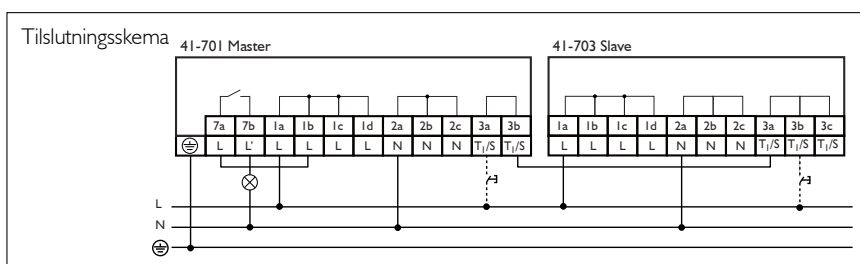 Tilslutningsskema
41-701 Master
41-703 Slave
7a 7b 1a 1b 1c 1d 2a 2b 2c 3a 3b
1a 1b 1c 1d 2a 2b 2c 3a 3b 3c
L L' L L L L N N N T1/S T1/S
L L L L N N N T1/S T1/S T1/S
L
N